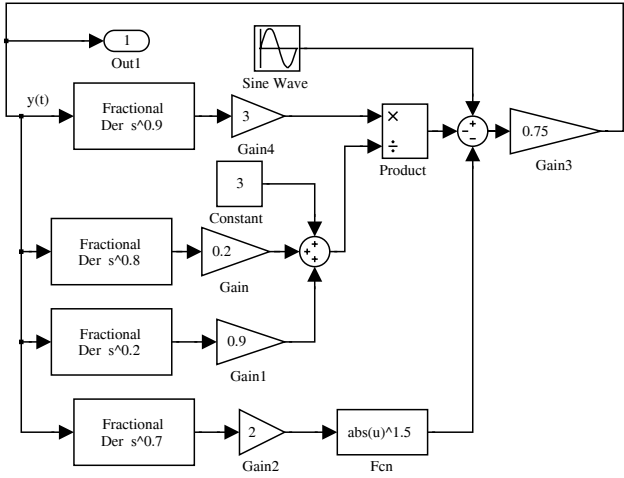 1
Out1
Sine Wave
y(t)
Fractional
Der s^0.9
3
Gain4
×
÷
Product
+
−
−
0.75
Gain3
3
Constant
Fractional
Der s^0.8
0.2
Gain
+
+
+
Fractional
Der s^0.2
0.9
Gain1
Fractional
Der s^0.7
2
Gain2
abs(u)^1.5
Fcn